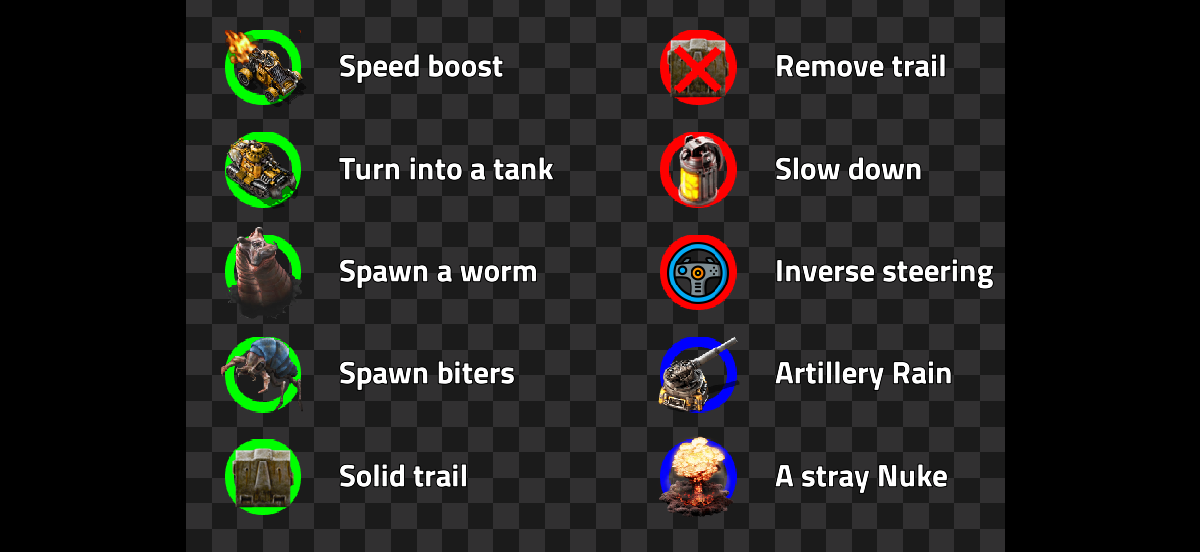 Speed boost
Turn into a tank
Spawn a worm
Spawn biters
Solid trail
Remove trail
Slow down
Inverse steering
Artillery Rain
A stray Nuke